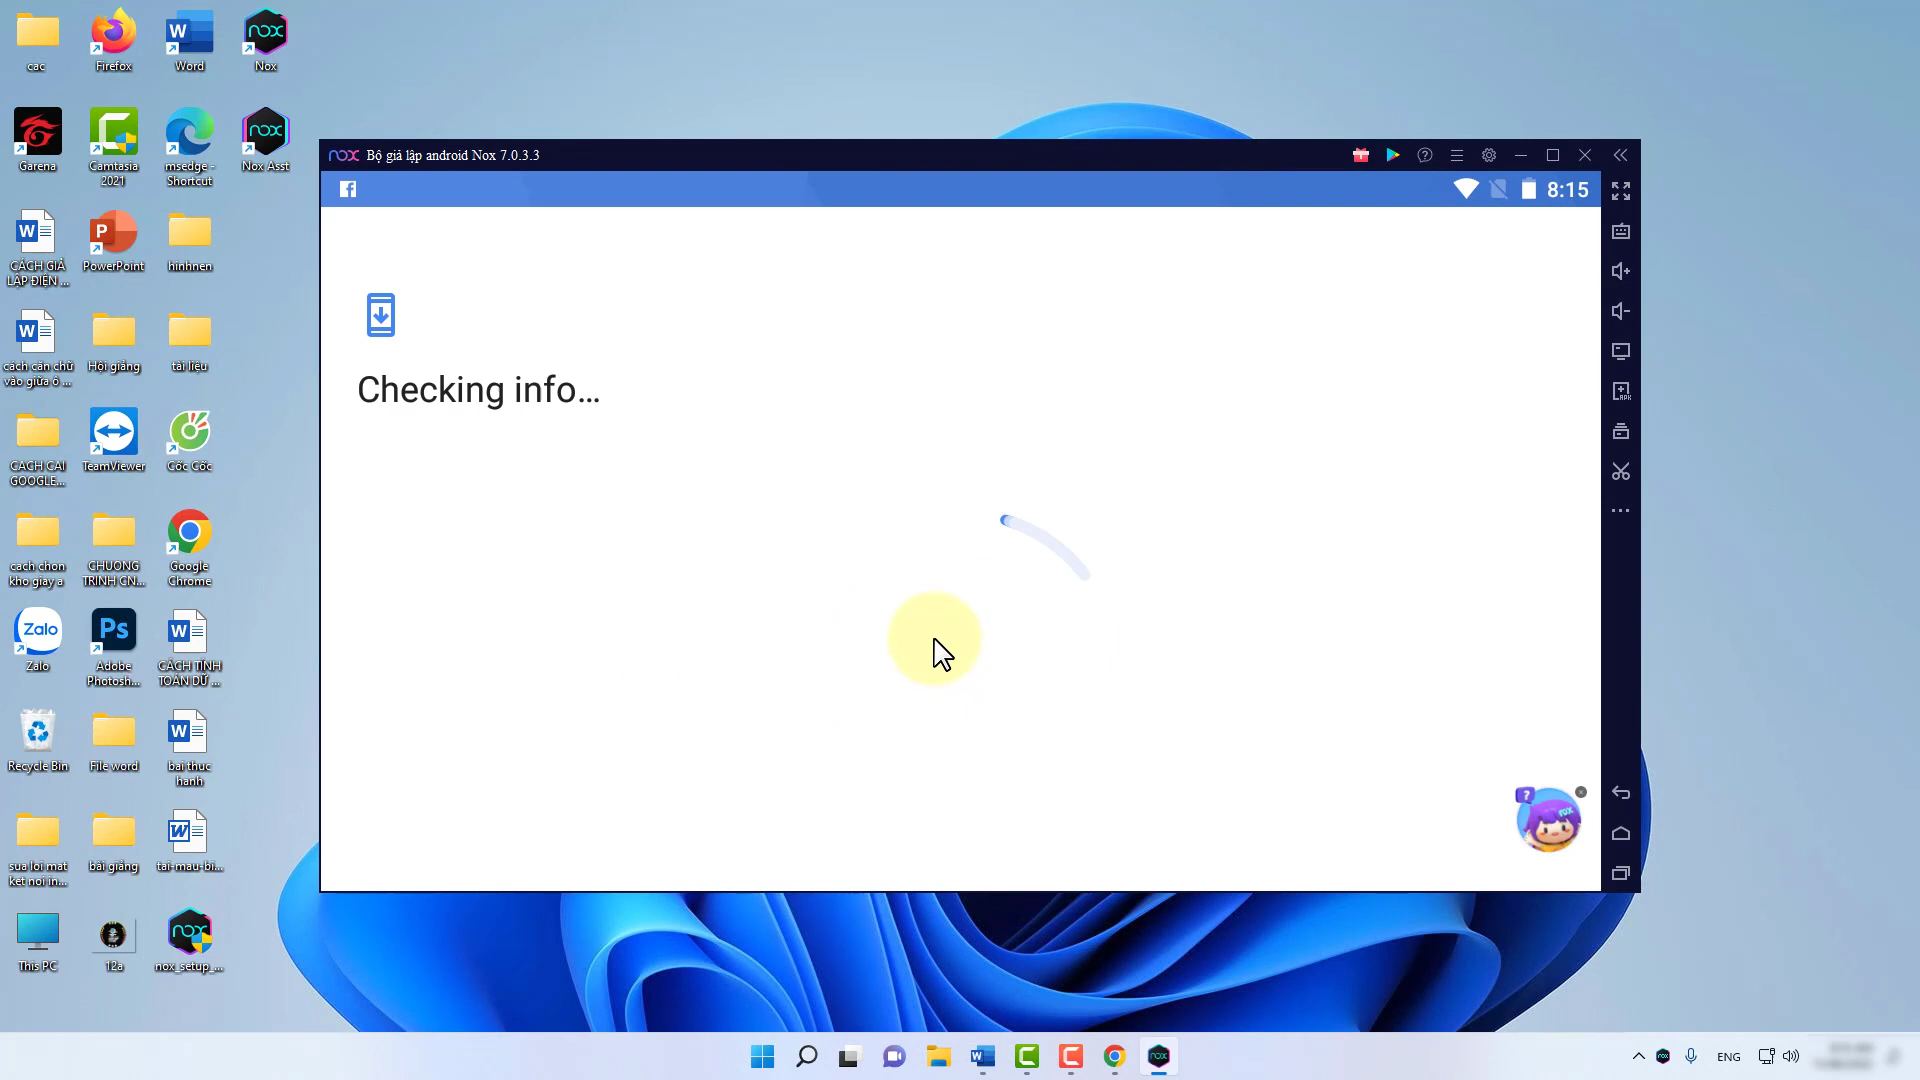 cac
Firefox
Word
Nox
Garena
Camtasia
2021
msedge -
Shortcut
Nox Asst
CÁCH GIẢ
LẬP ĐIỆN ...
PowerPoint
hinhnen
cách căn chữ
vào giữa ô ...
Hội giảng
tài liệu
CACH CAI
GOOGLE...
TeamViewer
Cốc Cốc
cach chon
kho giay a
CHUONG
TRINH CN...
Google
Chrome
Zalo
Zalo
Ps
Adobe
Photosh...
CÁCH TÍNH
TOÁN DỮ ...
Recycle Bin
File word
bai thuc
hanh
sua loi mat
ket noi in...
bài giảng
tai-mau-bi...
This PC
12a
nox_setup_...
nox Bộ giả lập android Nox 7.0.3.3
8:15
Checking info...
ENG